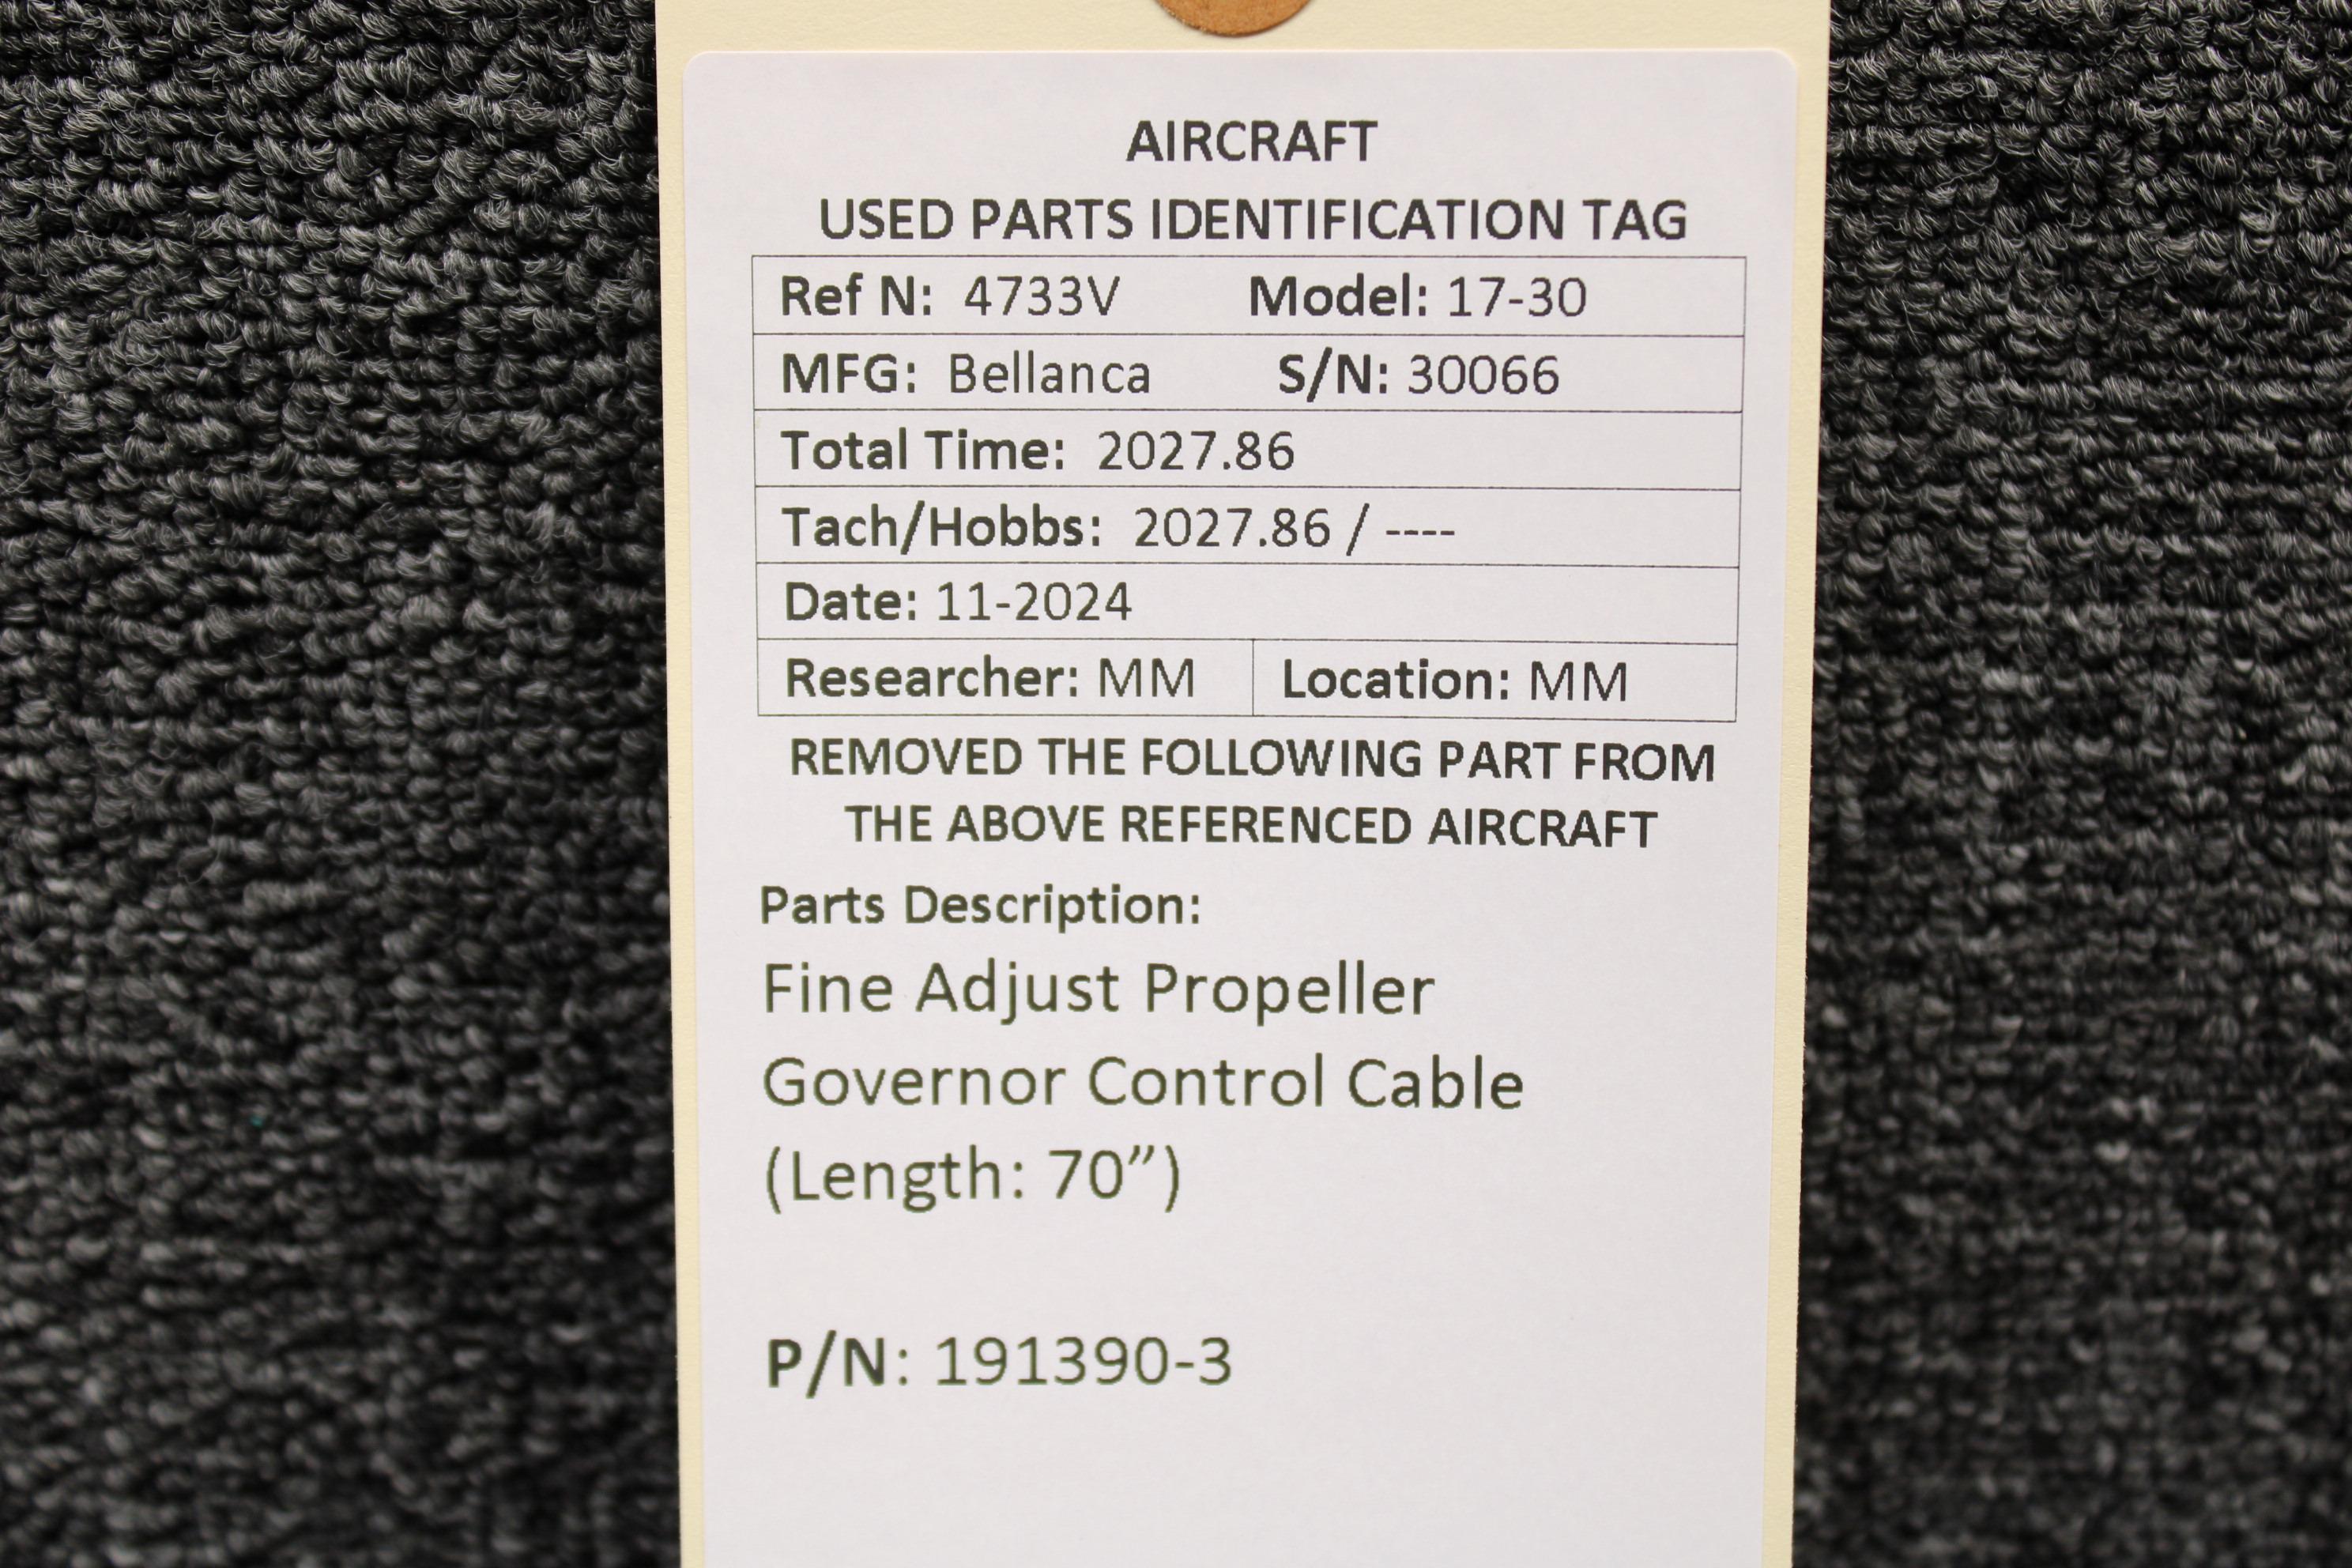 AIRCRAFT
USED PARTS IDENTIFICATION TAG
Ref N: 4733V Model: 17-30
MFG: Bellanca S/N: 30066
Total Time: 2027.86
Tach/Hobbs: 2027.86 / ----
Date: 11-2024
Researcher: MM Location: MM
REMOVED THE FOLLOWING PART FROM
THE ABOVE REFERENCED AIRCRAFT
Parts Description:
Fine Adjust Propeller
Governor Control Cable
(Length: 70”)
P/N: 191390-3